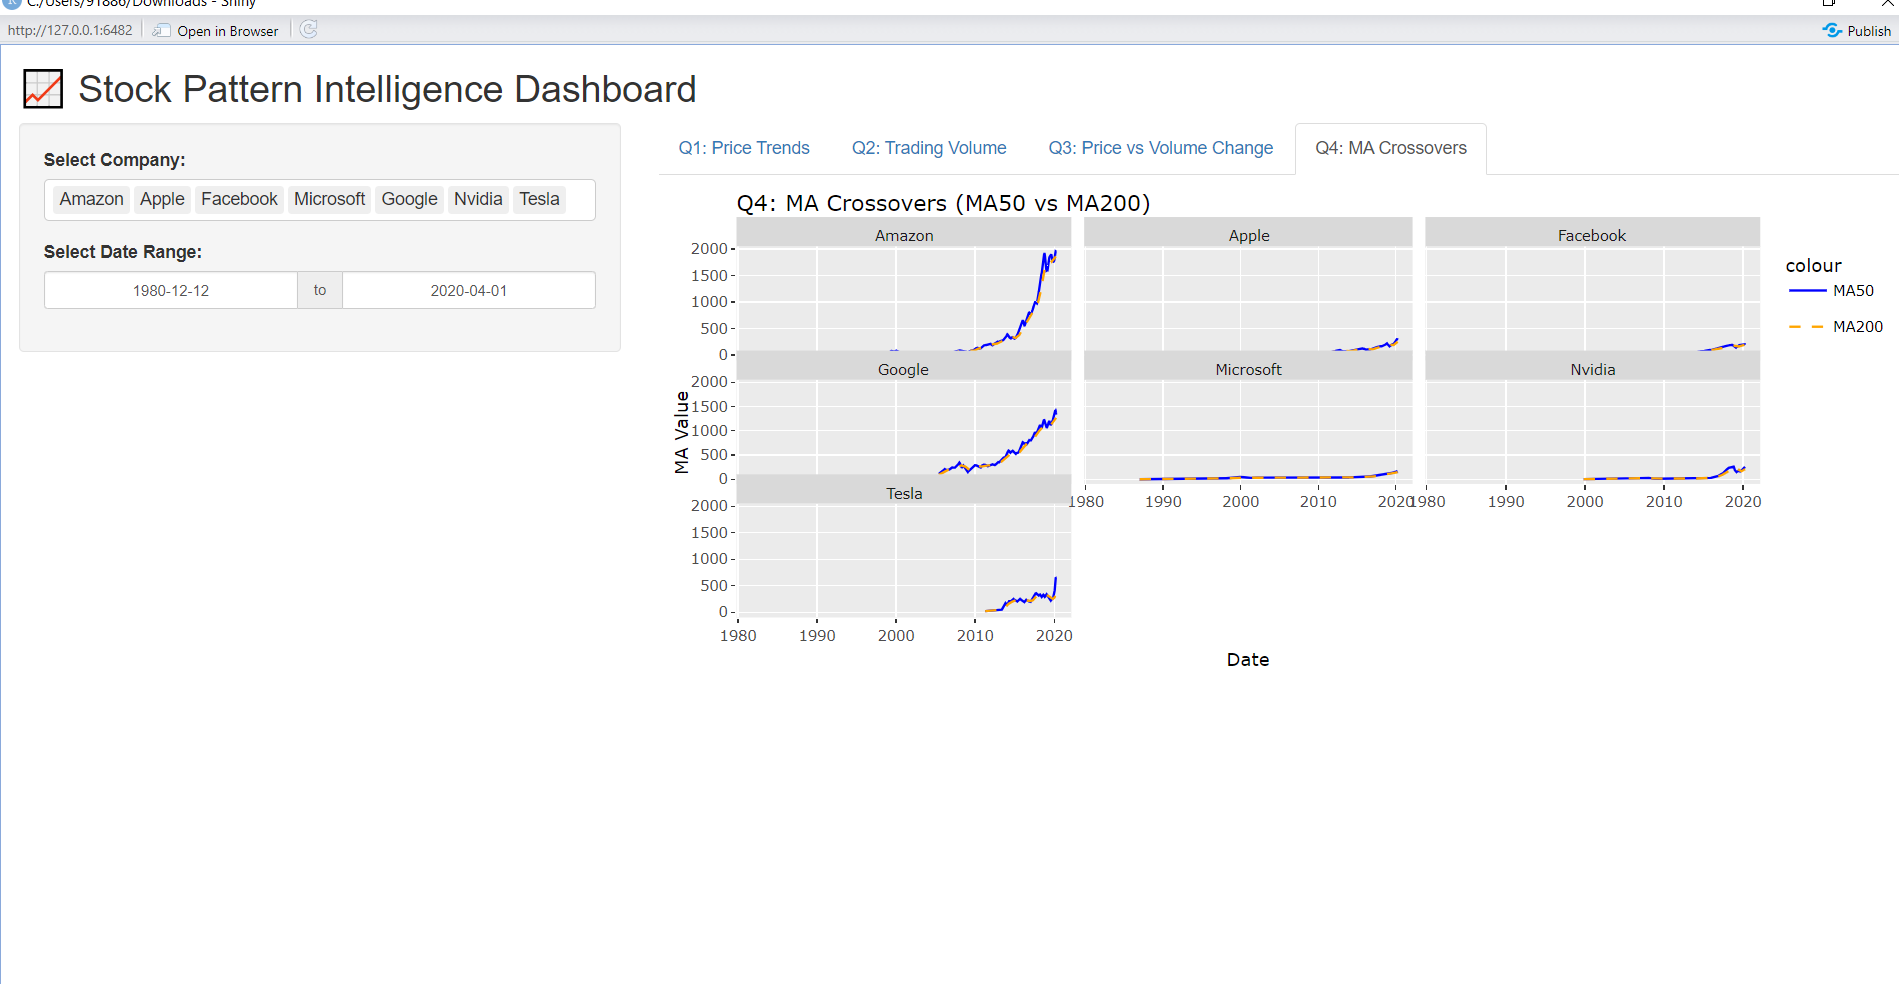 C:/Users/91886/Downloads - Shiny
http://127.0.0.1:6482 Open in Browser Publish
Stock Pattern Intelligence Dashboard
Select Company:
Amazon Apple Facebook Microsoft Google Nvidia Tesla
Select Date Range:
1980-12-12 to 2020-04-01
Q1: Price Trends Q2: Trading Volume Q3: Price vs Volume Change Q4: MA Crossovers
Q4: MA Crossovers (MA50 vs MA200)
Amazon Apple Facebook
2000
1500
1000
500
0
Google Microsoft Nvidia
2000
1500
1000
500
0
1980 1990 2000 2010 2020 1980 1990 2000 2010 2020
Tesla
2000
1500
1000
500
0
1980 1990 2000 2010 2020
MA Value
Date
colour
MA50
MA200